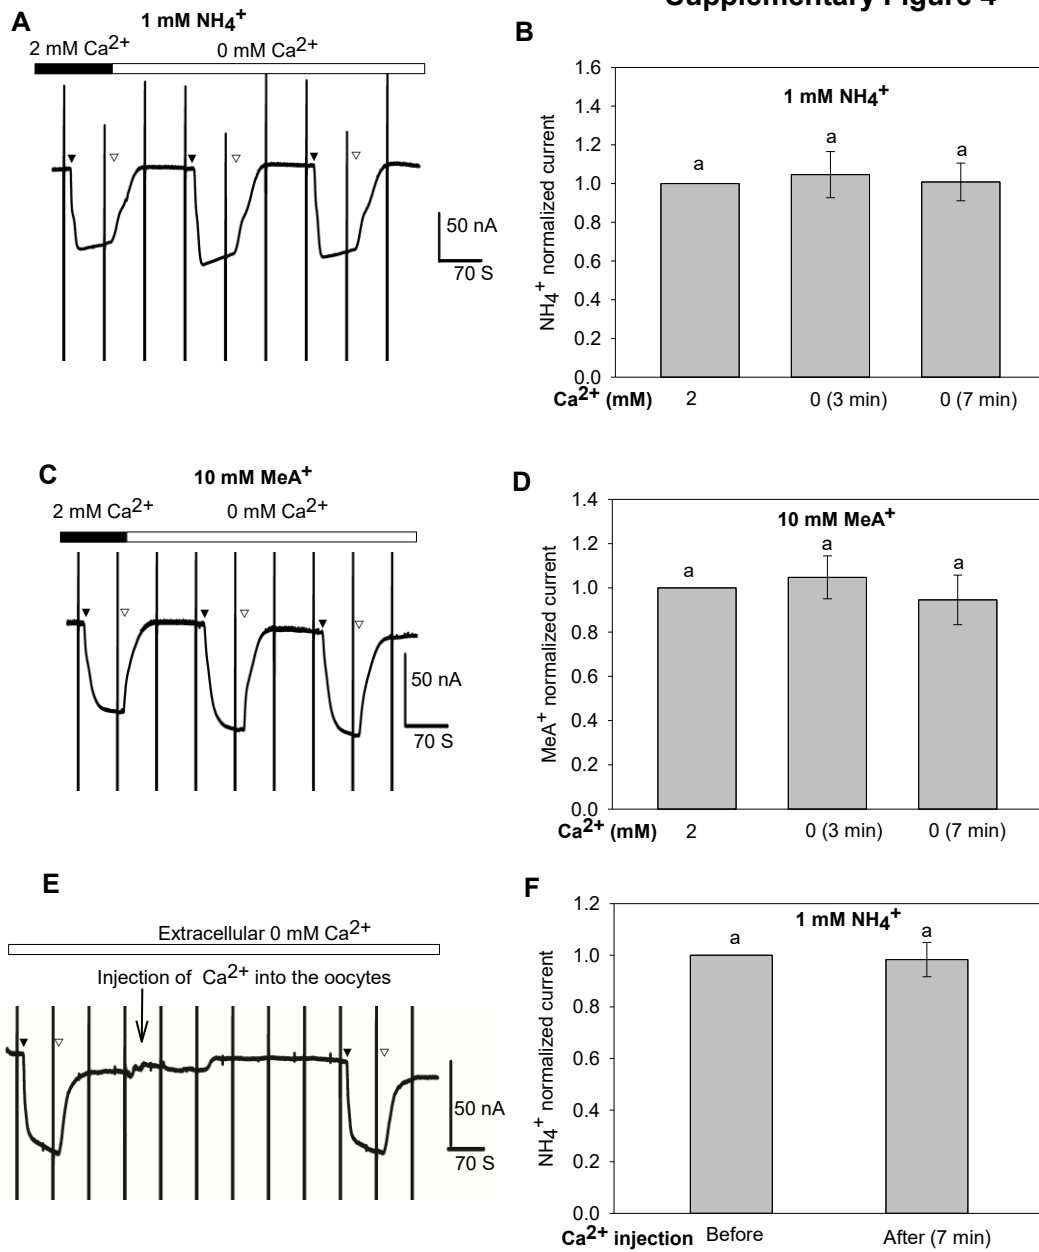 Supplementary Figure 4
A
1 mM NH4+
2 mM Ca2+
0 mM Ca2+
50 nA
70 S
B
1.6
1.4
1.2
1.0
0.8
0.6
0.4
0.2
0.0
NH4+ normalized current
1 mM NH4+
a
a
a
Ca2+ (mM)
2
0 (3 min)
0 (7 min)
C
10 mM MeA+
2 mM Ca2+
0 mM Ca2+
50 nA
70 S
D
1.4
1.2
1.0
0.8
0.6
0.4
0.2
0.0
MeA+ normalized current
10 mM MeA+
a
a
a
Ca2+ (mM)
2
0 (3 min)
0 (7 min)
E
Extracellular 0 mM Ca2+
Injection of Ca2+ into the oocytes
50 nA
70 S
F
1.2
1.0
0.8
0.6
0.4
0.2
0.0
NH4+ normalized current
1 mM NH4+
a
a
Ca2+ injection
Before
After (7 min)